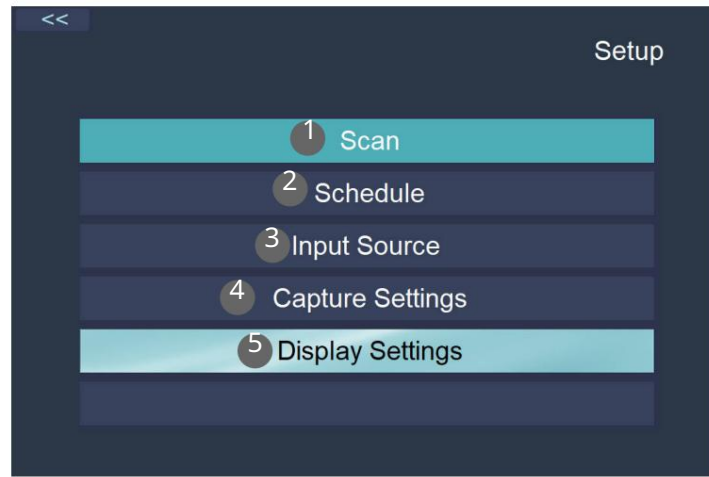 <<
Setup
1 Scan
2 Schedule
3 Input Source
4 Capture Settings
5 Display Settings